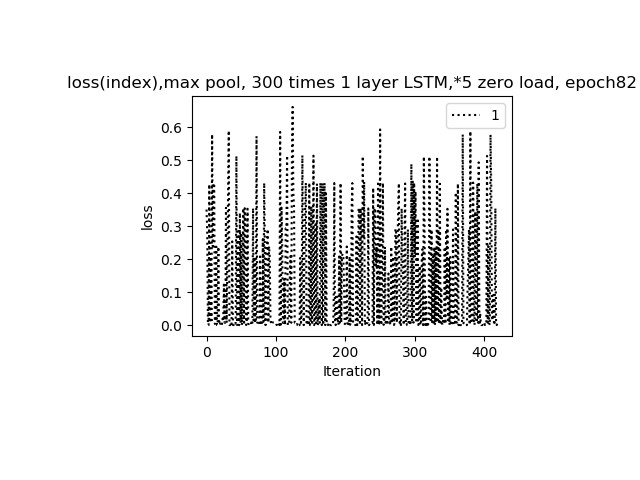 loss(index),max pool, 300 times 1 layer LSTM,*5 zero load, epoch82
1
0.6
0.5
0.4
0.3
0.2
0.1
0.0
loss
0 100 200 300 400
Iteration